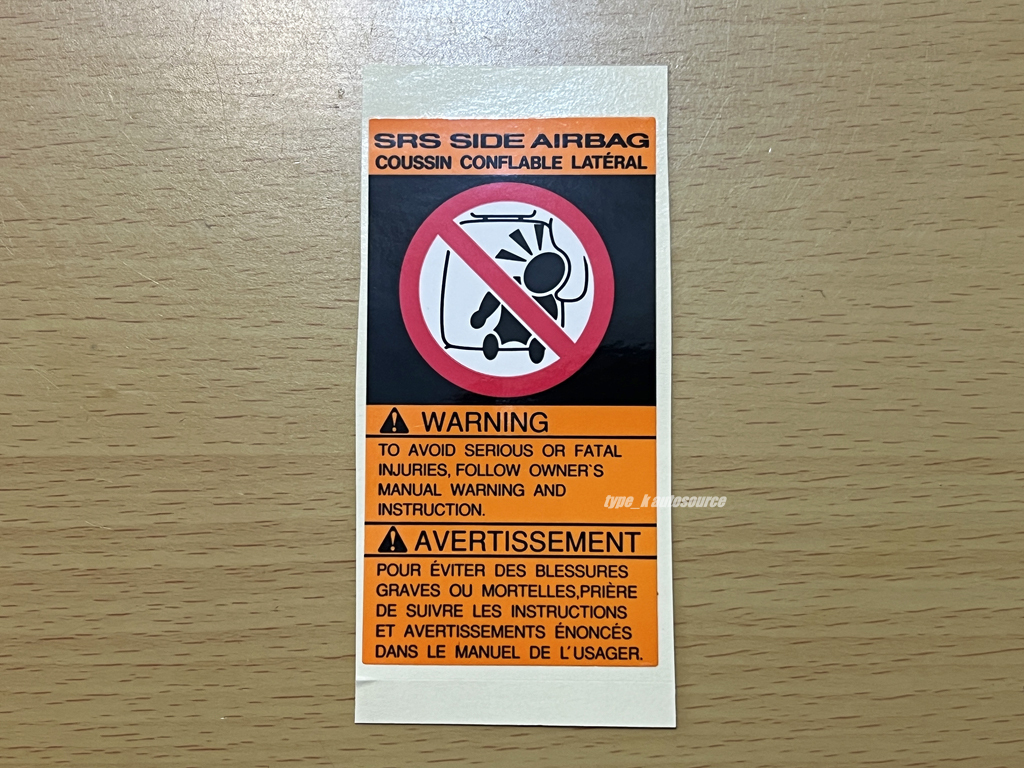 SRS SIDE AIRBAG
COUSSIN CONFLABLE LATÉRAL
WARNING
TO AVOID SERIOUS OR FATAL
INJURIES, FOLLOW OWNER`S
MANUAL WARNING AND
INSTRUCTION.
type_k autosource
AVERTISSEMENT
POUR ÉVITER DES BLESSURES
GRAVES OU MORTELLES,PRIÈRE
DE SUIVRE LES INSTRUCTIONS
ET AVERTISSEMENTS ÉNONCÉS
DANS LE MANUEL DE L'USAGER.